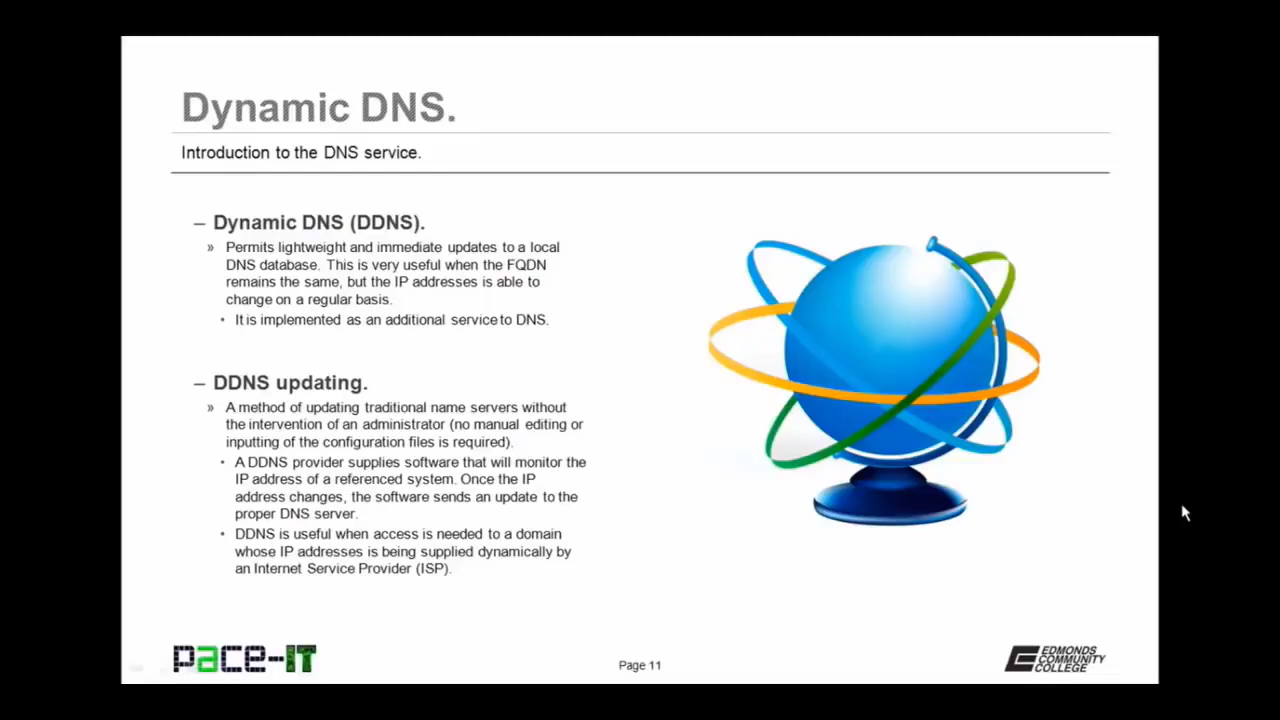 Dynamic DNS.
Introduction to the DNS service.
– Dynamic DNS (DDNS).
» Permits lightweight and immediate updates to a local
DNS database. This is very useful when the FQDN
remains the same, but the IP addresses is able to
change on a regular basis.
• It is implemented as an additional service to DNS.
– DDNS updating.
» A method of updating traditional name servers without
the intervention of an administrator (no manual editing or
inputting of the configuration files is required).
• A DDNS provider supplies software that will monitor the
IP address of a referenced system. Once the IP
address changes, the software sends an update to the
proper DNS server.
• DDNS is useful when access is needed to a domain
whose IP addresses is being supplied dynamically by
an Internet Service Provider (ISP).
pace-IT
Page 11
EDMONDS
COMMUNITY
COLLEGE